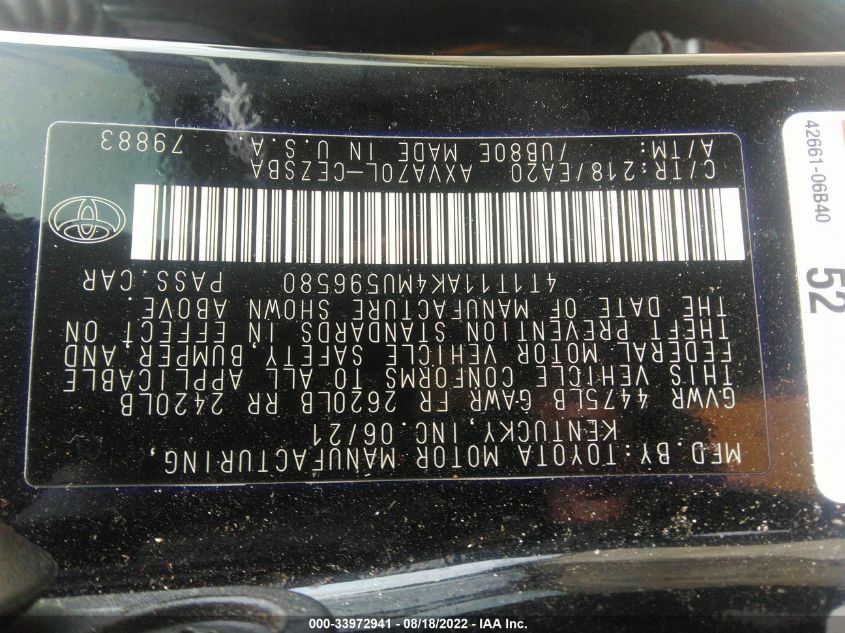 MFD.BY:TOYOTA MOTOR MANUFACTURING,
KENTUCKY,INC. 06/21
GVWR 4475LB GAWR FR 2620LB RR 2420LB
THIS VEHICLE CONFORMS TO ALL APPLICABLE
FEDERAL MOTOR VEHICLE SAFETY,BUMPER,AND
THEFT PREVENTION STANDARDS IN EFFECT ON
THE DATE OF MANUFACTURE SHOWN ABOVE.
4T1T11AK4MU596580 PASS.CAR
C/TR:218/EA20 AXVA70L-CEZSBA
A/TM: /UB80E MADE IN U.S.A. 79883
42661-06B40
52
000-33972941 - 08/18/2022 - IAA Inc.